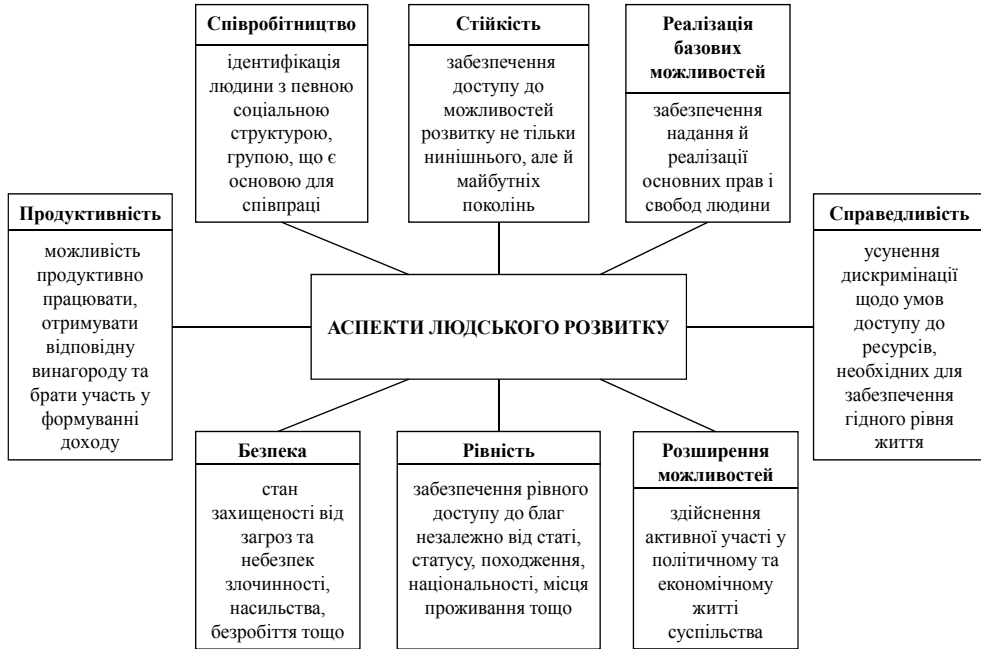 Співробітництво
ідентифікація
людини з певною
соціальною
структурою,
групою, що є
основою для
співпраці
Стійкість
забезпечення
доступу до
можливостей
розвитку не тільки
нинішнього, але й
майбутніх
поколінь
Реалізація
базових
можливостей
забезпечення
надання й
реалізації
основних прав і
свобод людини
Продуктивність
можливість
продуктивно
працювати,
отримувати
відповідну
винагороду та
брати участь у
формуванні
доходу
АСПЕКТИ ЛЮДСЬКОГО РОЗВИТКУ
Справедливість
усунення
дискримінації
щодо умов
доступу до
ресурсів,
необхідних для
забезпечення
гідного рівня
життя
Безпека
стан
захищеності від
загроз та
небезпек
злочинності,
насильства,
безробіття тощо
Рівність
забезпечення рівного
доступу до благ
незалежно від статі,
статусу, походження,
національності, місця
проживання тощо
Розширення
можливостей
здійснення
активної участі у
політичному та
економічному
житті
суспільства